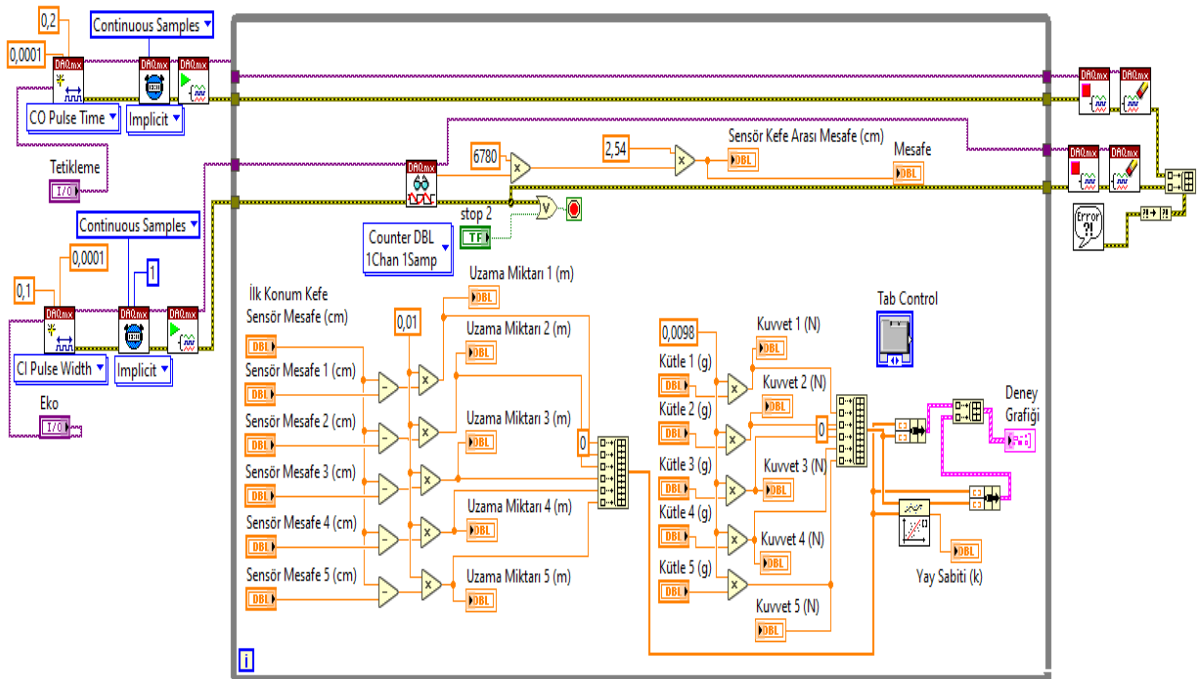 0,2
Continuous Samples
0,0001
DAQmx
DAQmx
DAQmx
CO Pulse Time
Implicit
Tetikleme
I/O
Continuous Samples
0,0001
1
0,1
DAQmx
DAQmx
DAQmx
CI Pulse Width
Implicit
Eko
I/O
DAQmx
6780
x
2,54
x
Sensör Kefe Arası Mesafe (cm)
DBL
Mesafe
DBL
stop 2
TF
V
Counter DBL
1Chan 1Samp
İlk Konum Kefe
Sensör Mesafe (cm)
DBL
Sensör Mesafe 1 (cm)
DBL
Sensör Mesafe 2 (cm)
DBL
Sensör Mesafe 3 (cm)
DBL
Sensör Mesafe 4 (cm)
DBL
Sensör Mesafe 5 (cm)
DBL
0,01
x
x
x
x
x
Uzama Miktarı 1 (m)
DBL
Uzama Miktarı 2 (m)
DBL
Uzama Miktarı 3 (m)
DBL
Uzama Miktarı 4 (m)
DBL
Uzama Miktarı 5 (m)
DBL
0
0,0098
Kütle 1 (g)
DBL
Kütle 2 (g)
DBL
Kütle 3 (g)
DBL
Kütle 4 (g)
DBL
Kütle 5 (g)
DBL
x
x
x
x
x
Kuvvet 1 (N)
DBL
Kuvvet 2 (N)
DBL
Kuvvet 3 (N)
DBL
Kuvvet 4 (N)
DBL
Kuvvet 5 (N)
DBL
0
Tab Control
Deney
Grafiği
DBL
Yay Sabiti (k)
i
DAQmx
DAQmx
DAQmx
DAQmx
Error
?!
?! ?!